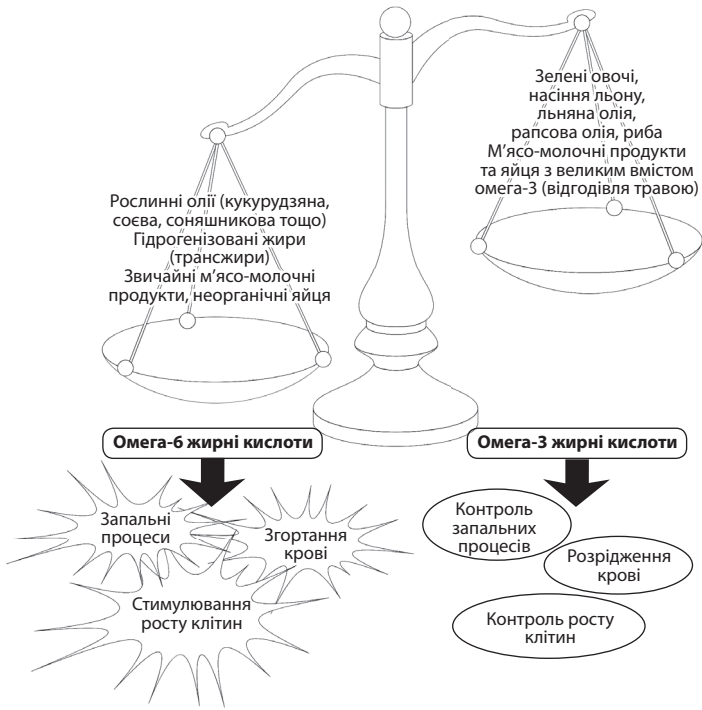 Зелені овочі,
насіння льону,
льняна олія,
рапсова олія, риба
М'ясо-молочні продукти
та яйця з великим вмістом
омега-3 (відгодівля травою)
Рослинні олії (кукурудзяна,
соєва, соняшникова тощо)
Гідрогенізовані жири
(трансжири)
Звичайні м'ясо-молочні
продукти, неорганічні яйця
Омега-6 жирні кислоти
Омега-3 жирні кислоти
Запальні
процеси
Згортання
крові
Стимулювання
росту клітин
Контроль
запальних
процесів
Розрідження
крові
Контроль росту
клітин